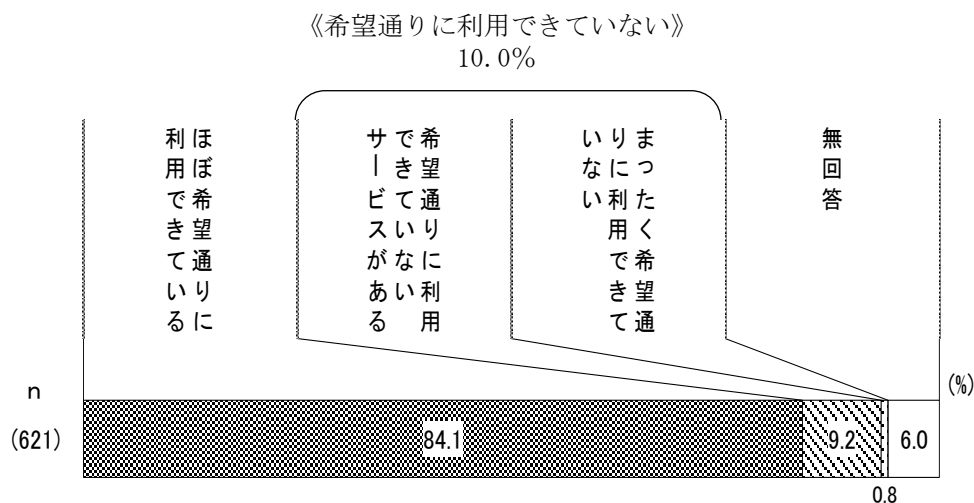 《希望通りに利用できていない》
10.0％
ほぼ希望通りに
利用できている
希望通りに利用
できていない
サービスがある
まったく希望通
りに利用できて
いない
無回答
n
(%)
(621)
84.1
9.2
6.0
0.8